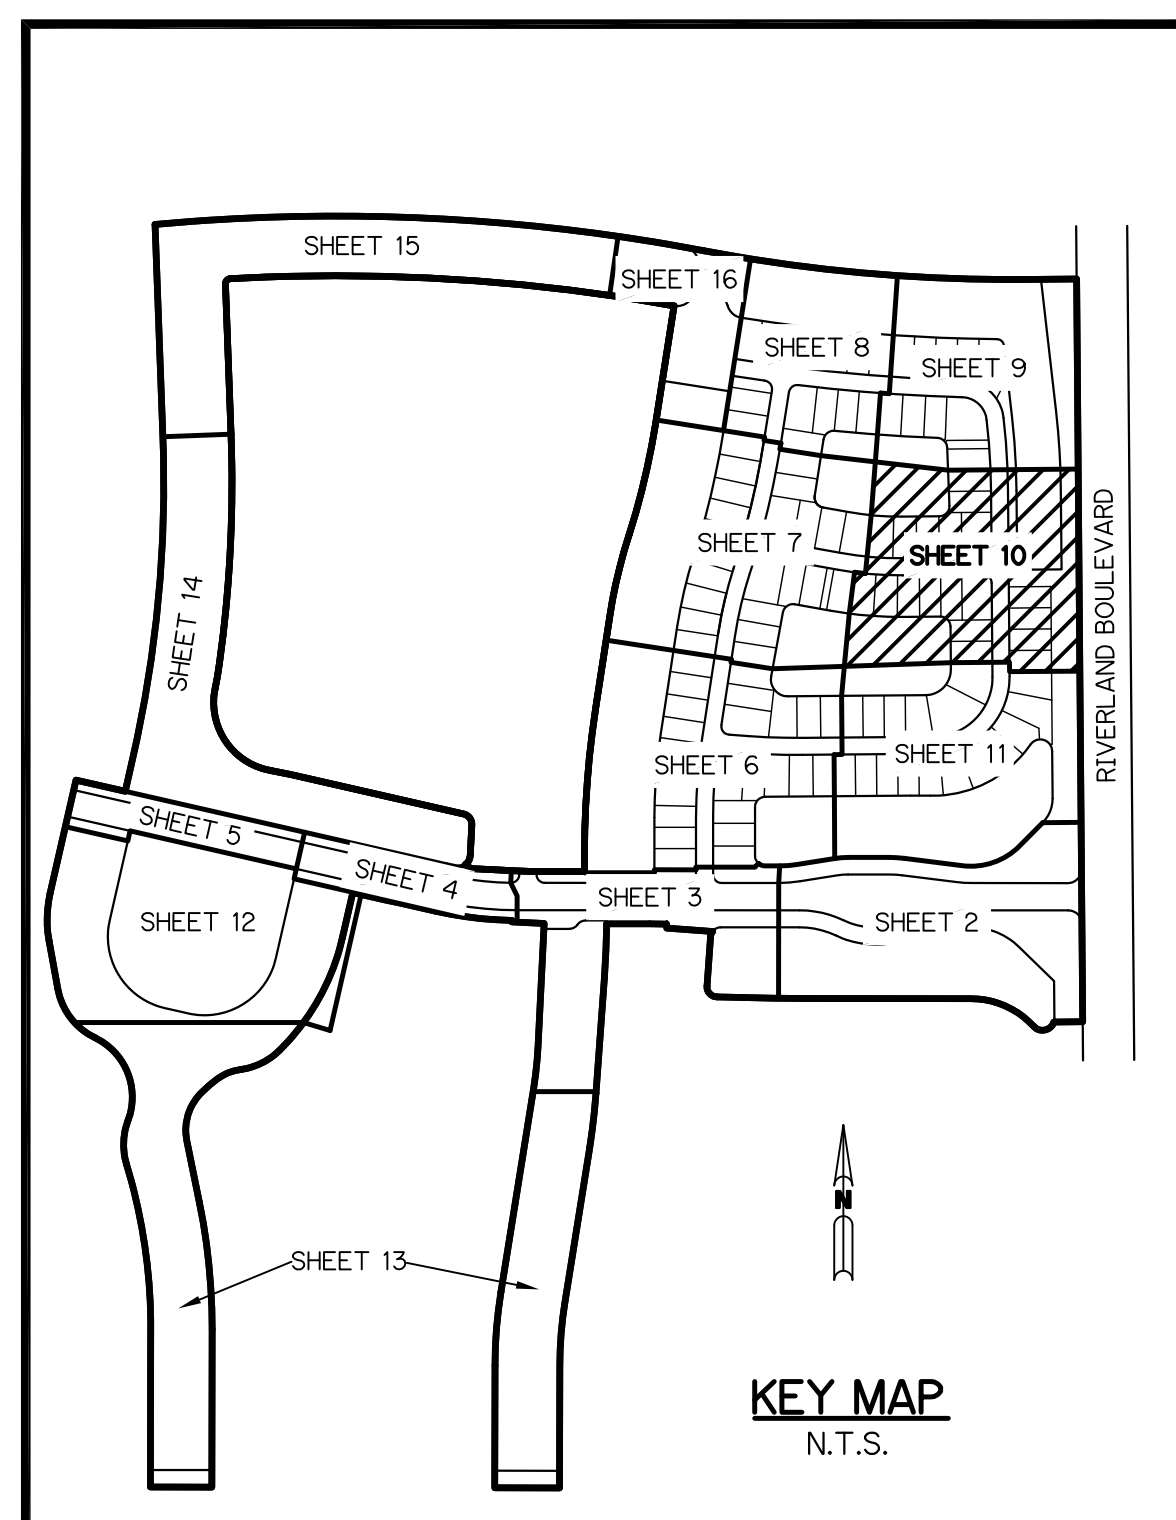 SHEET 15
SHEET 16
SHEET 8
SHEET 9
SHEET 7
SHEET 10
RIVERLAND BOULEVARD
SHEET 14
SHEET 6
SHEET 11
SHEET 5
SHEET 4
SHEET 3
SHEET 12
SHEET 2
N
SHEET 13
KEY MAP
N.T.S.